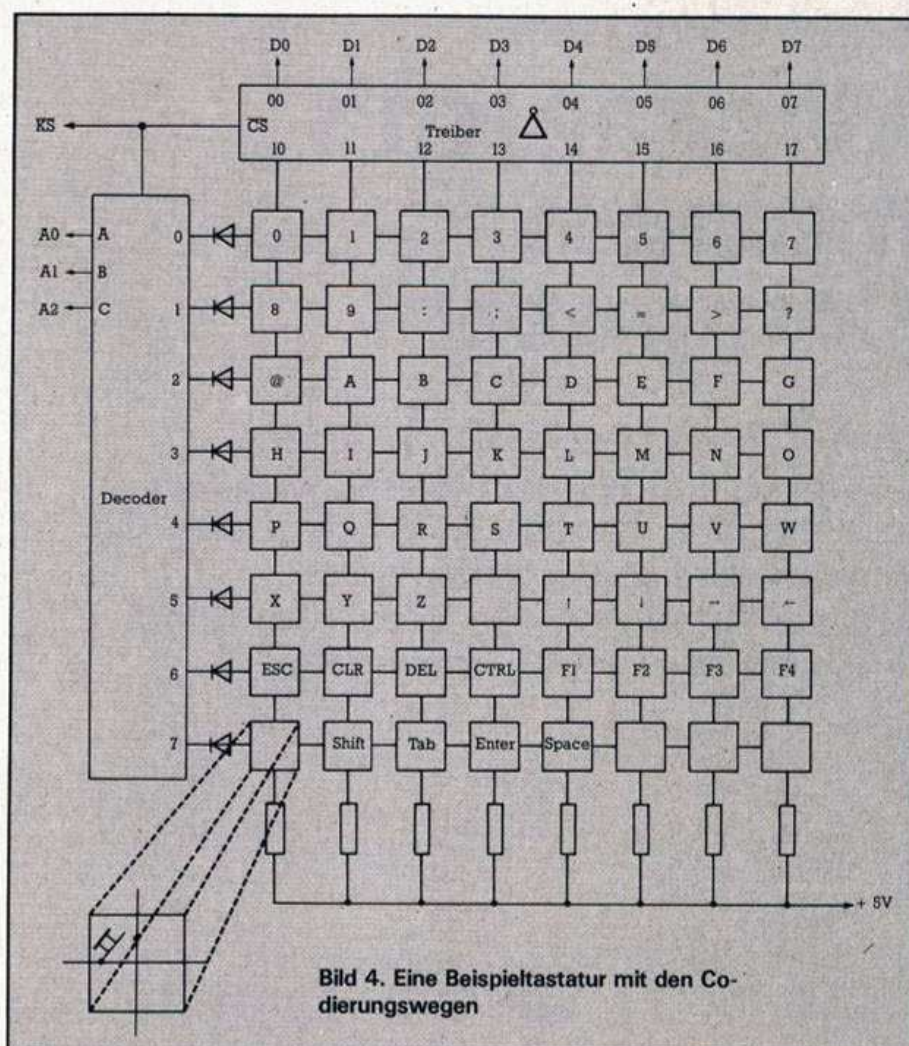 D0 D1 D2 D3 D4 D5 D6 D7
00 01 02 03 04 05 06 07
KS CS Treiber
10 11 12 13 14 15 16 17
A0 A 0 0 1 2 3 4 5 6 7
A1 B
A2 C 1 8 9 : ; < = > ?
2 @ A B C D E F G
3 H I J K L M N O
Decoder
4 P Q R S T U V W
5 X Y Z ↑ ↓ → ←
6 ESC CLR DEL CTRL F1 F2 F3 F4
7 Shift Tab Enter Space
+ 5V
Bild 4. Eine Beispieltastatur mit den Co-
dierungswegen